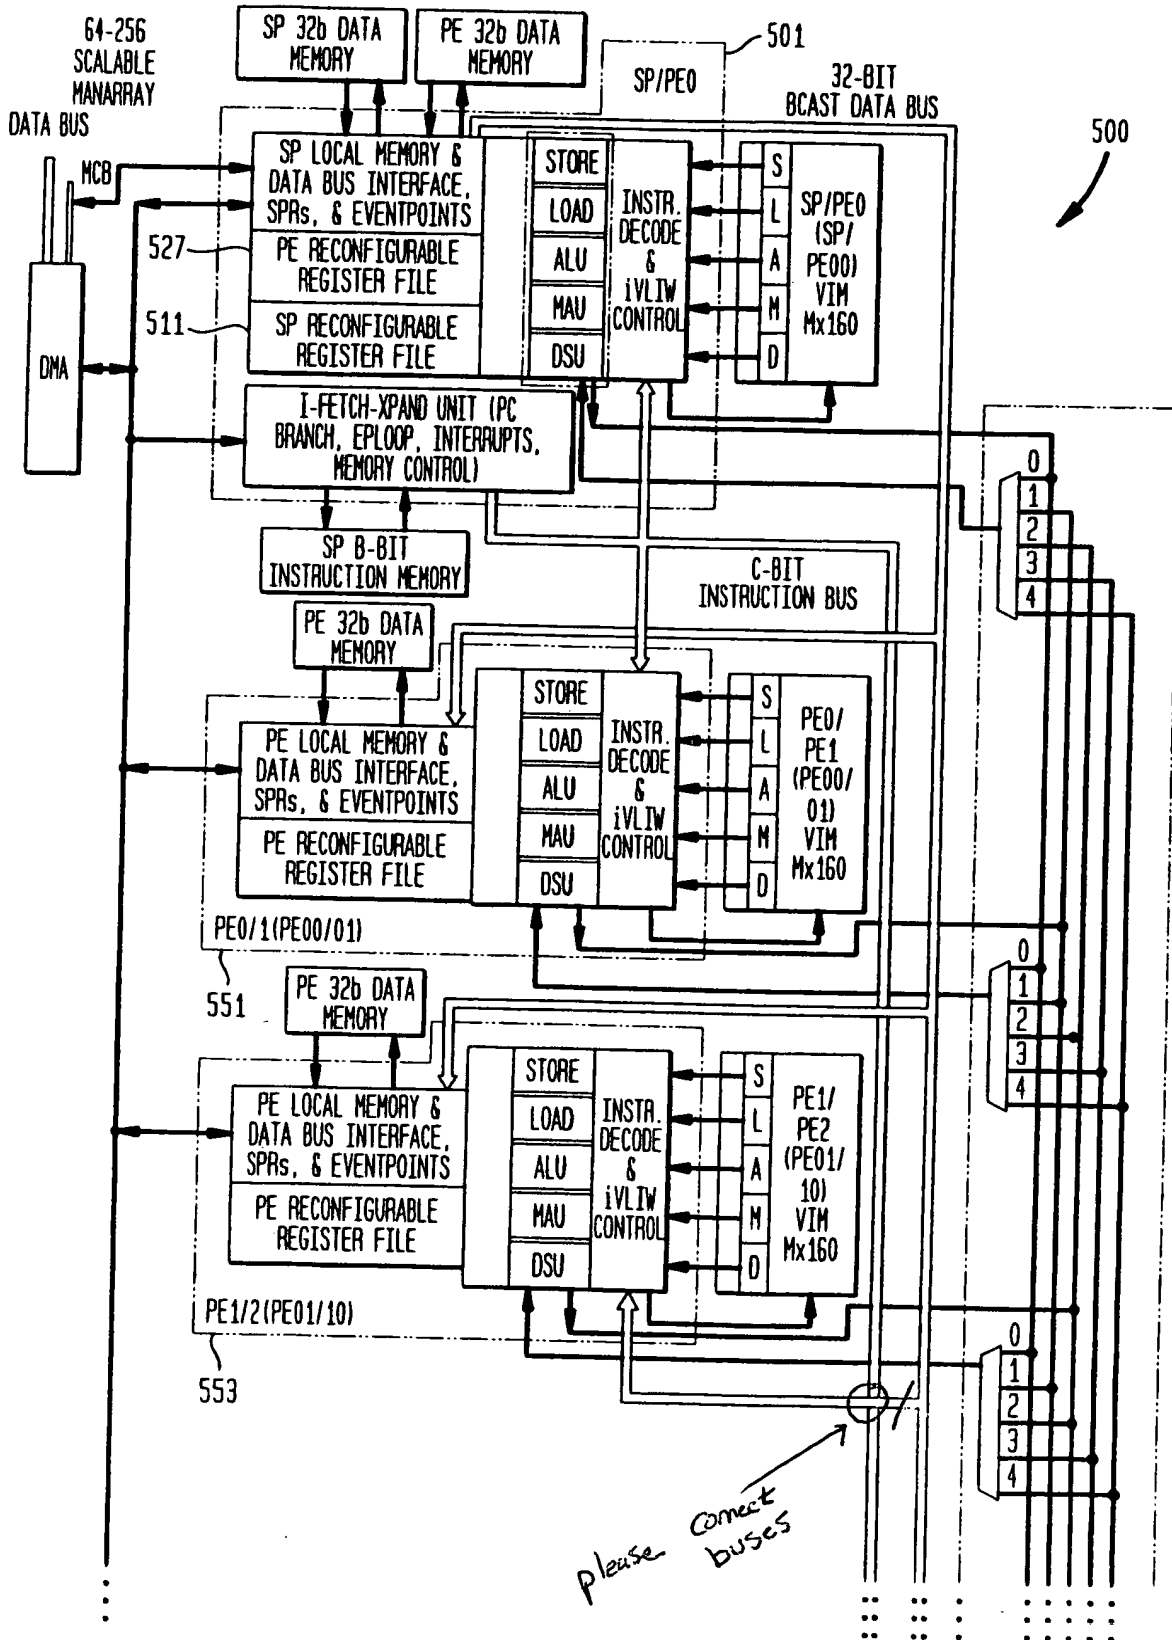 64-256
SCALABLE
MANARRAY
DATA BUS
MCB
DMA
SP 32b DATA
MEMORY
PE 32b DATA
MEMORY
501
SP/PE0
32-BIT
BCAST DATA BUS
500
SP LOCAL MEMORY &
DATA BUS INTERFACE,
SPRs, & EVENTPOINTS
527
PE RECONFIGURABLE
REGISTER FILE
511
SP RECONFIGURABLE
REGISTER FILE
STORE
LOAD
ALU
MAU
DSU
INSTR.
DECODE
&
iVLIW
CONTROL
S
L
A
M
D
SP/PE0
(SP/
PE00)
VIM
Mx160
I-FETCH-XPAND UNIT (PC
BRANCH, EPLOOP, INTERRUPTS,
MEMORY CONTROL)
0
1
2
3
4
SP B-BIT
INSTRUCTION MEMORY
C-BIT
INSTRUCTION BUS
PE 32b DATA
MEMORY
PE LOCAL MEMORY &
DATA BUS INTERFACE,
SPRs, & EVENTPOINTS
PE RECONFIGURABLE
REGISTER FILE
STORE
LOAD
ALU
MAU
DSU
INSTR.
DECODE
&
iVLIW
CONTROL
S
L
A
M
D
PE0/
PE1
(PE00/
01)
VIM
Mx160
PE0/1(PE00/01)
551
0
1
2
3
4
PE 32b DATA
MEMORY
PE LOCAL MEMORY &
DATA BUS INTERFACE,
SPRs, & EVENTPOINTS
PE RECONFIGURABLE
REGISTER FILE
STORE
LOAD
ALU
MAU
DSU
INSTR.
DECODE
&
iVLIW
CONTROL
S
L
A
M
D
PE1/
PE2
(PE01/
10)
VIM
Mx160
PE1/2(PE01/10)
553
0
1
2
3
4
please connect
buses